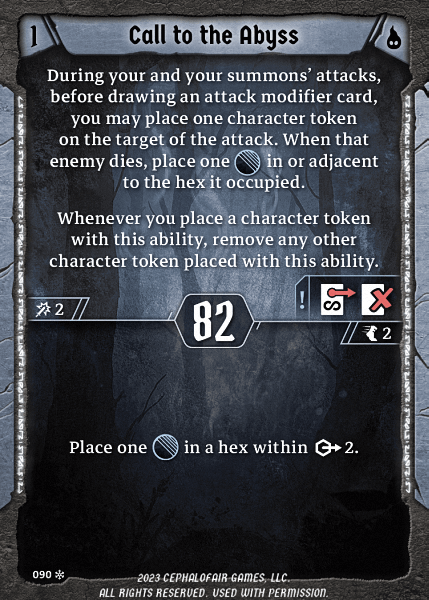 1
Call to the Abyss
During your and your summons’ attacks,
before drawing an attack modifier card,
you may place one character token
on the target of the attack. When that
enemy dies, place one in or adjacent
to the hex it occupied.
Whenever you place a character token
with this ability, remove any other
character token placed with this ability.
2
82
!
2
Place one in a hex within 2.
090
2023 CEPHALOFAIR GAMES, LLC.
ALL RIGHTS RESERVED. USED WITH PERMISSION.